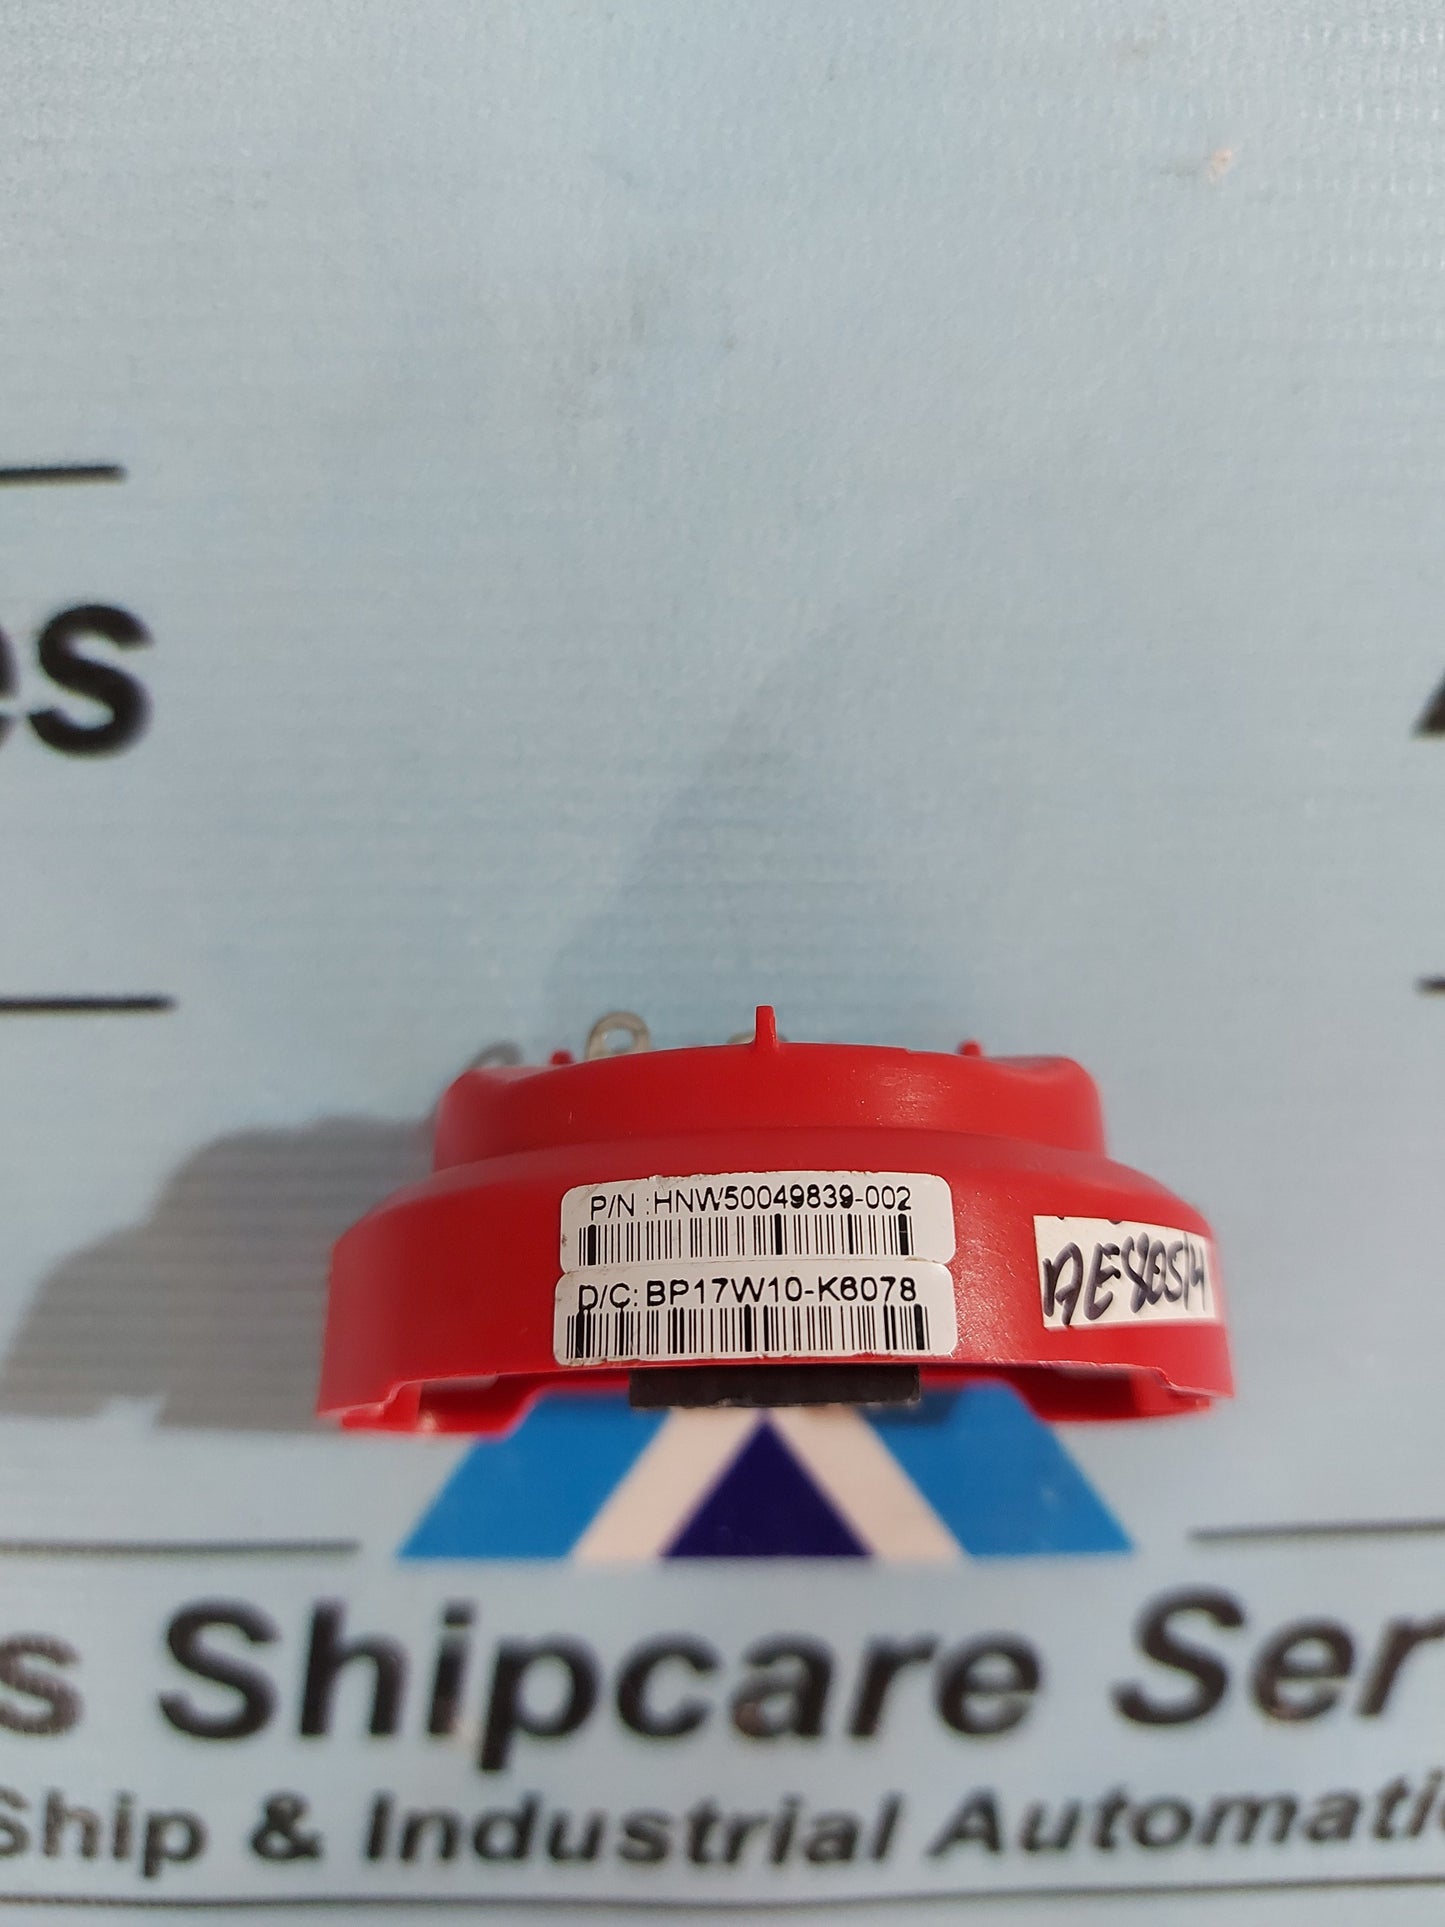 es
P/N :HNW50049839-002
D/C: BP17W10-K6078
s Shipcare Ser
Ship & Industrial Automati